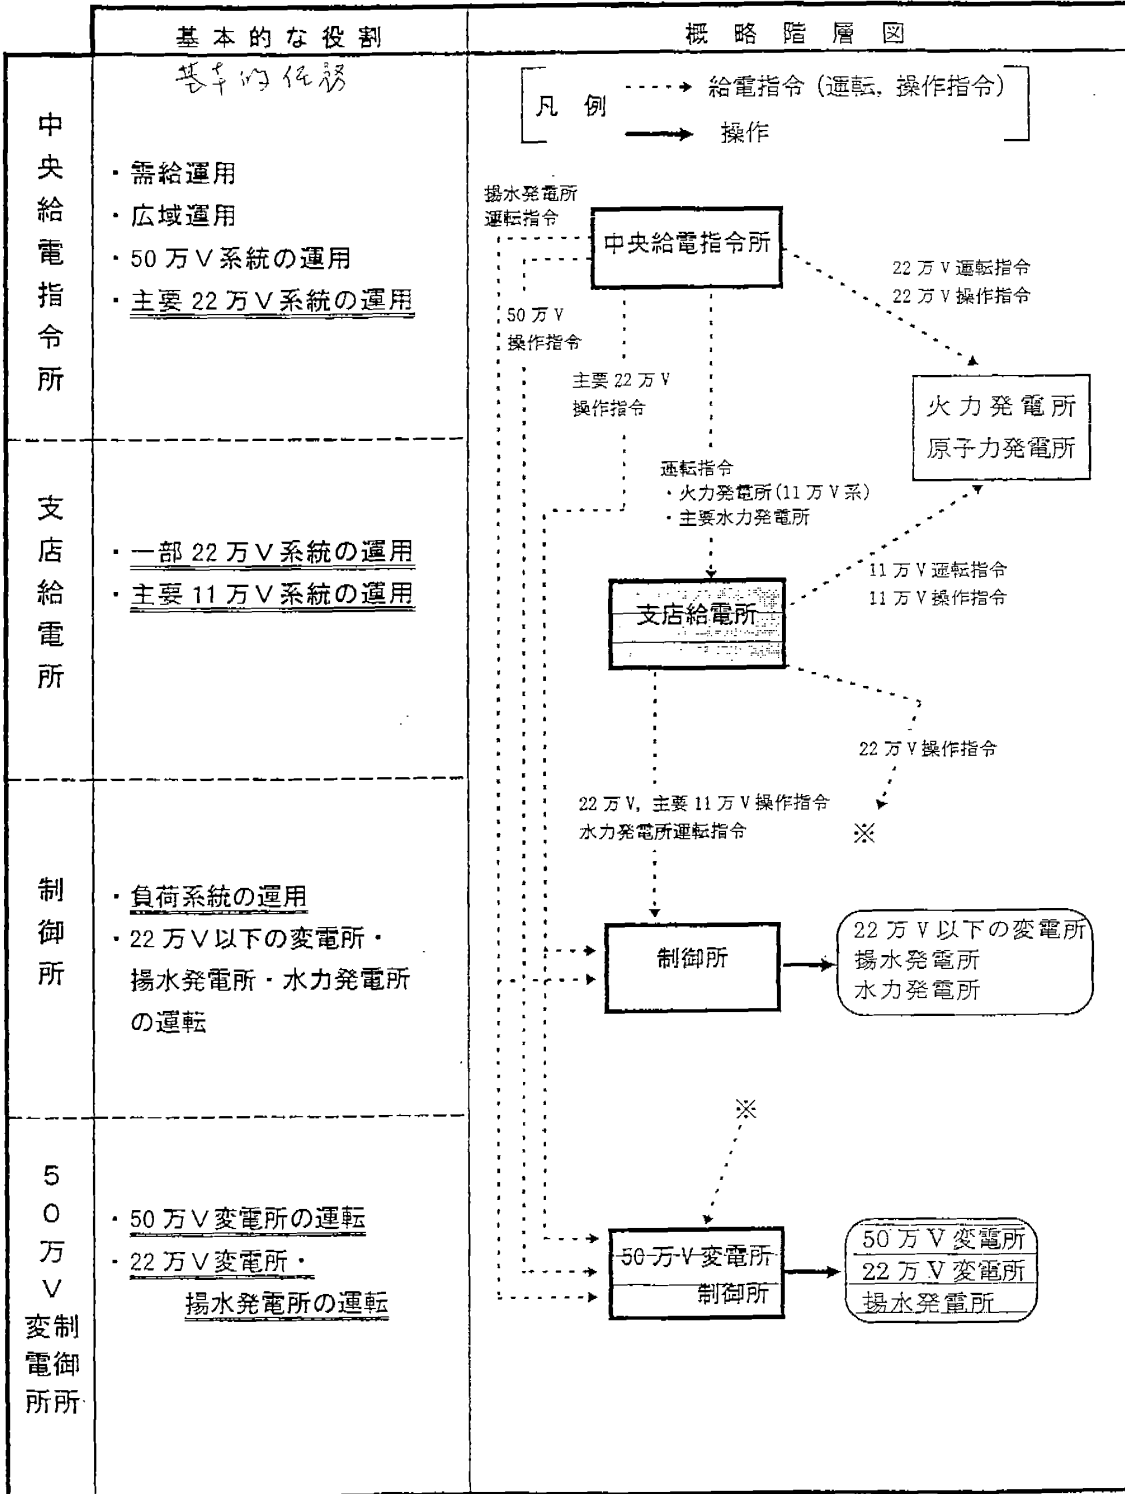 基本的な役割
概略階層図
基本的任務
凡例
給電指令(運転,操作指令)
操作
中央給電指令所
・需給運用
・広域運用
・50万V系統の運用
・主要22万V系統の運用
揚水発電所
運転指令
中央給電指令所
22万V運転指令
22万V操作指令
50万V
操作指令
主要22万V
操作指令
火力発電所
原子力発電所
運転指令
・火力発電所(11万V系)
・主要水力発電所
支店給電所
・一部22万V系統の運用
・主要11万V系統の運用
11万V運転指令
11万V操作指令
支店給電所
22万V操作指令
22万V,主要11万V操作指令
水力発電所運転指令
※
制御所
・負荷系統の運用
・22万V以下の変電所・
揚水発電所・水力発電所
の運転
制御所
22万V以下の変電所
揚水発電所
水力発電所
※
50万V変電所制御所
・50万V変電所の運転
・22万V変電所・
揚水発電所の運転
50万V変電所
制御所
50万V変電所
22万V変電所
揚水発電所